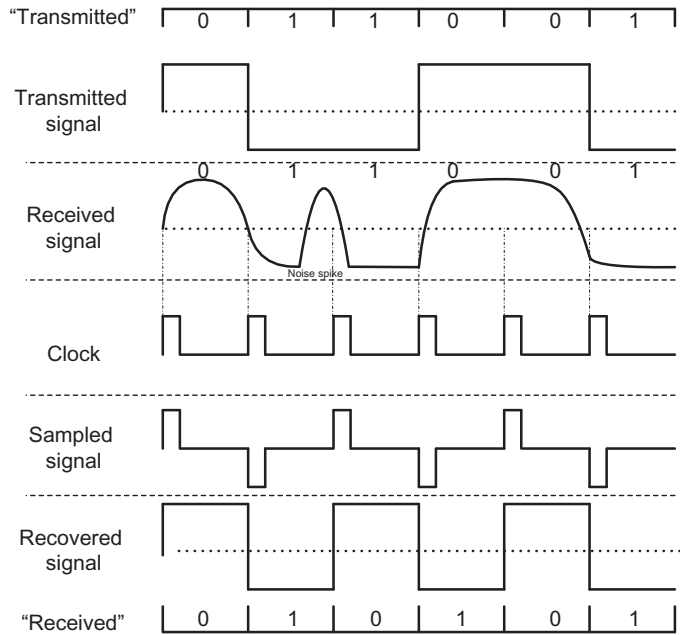 “Transmitted” 0 1 1 0 0 1
Transmitted
signal
0 1 1 0 0 1
Received
signal
Noise spike
Clock
Sampled
signal
Recovered
signal
“Received” 0 1 0 1 0 1